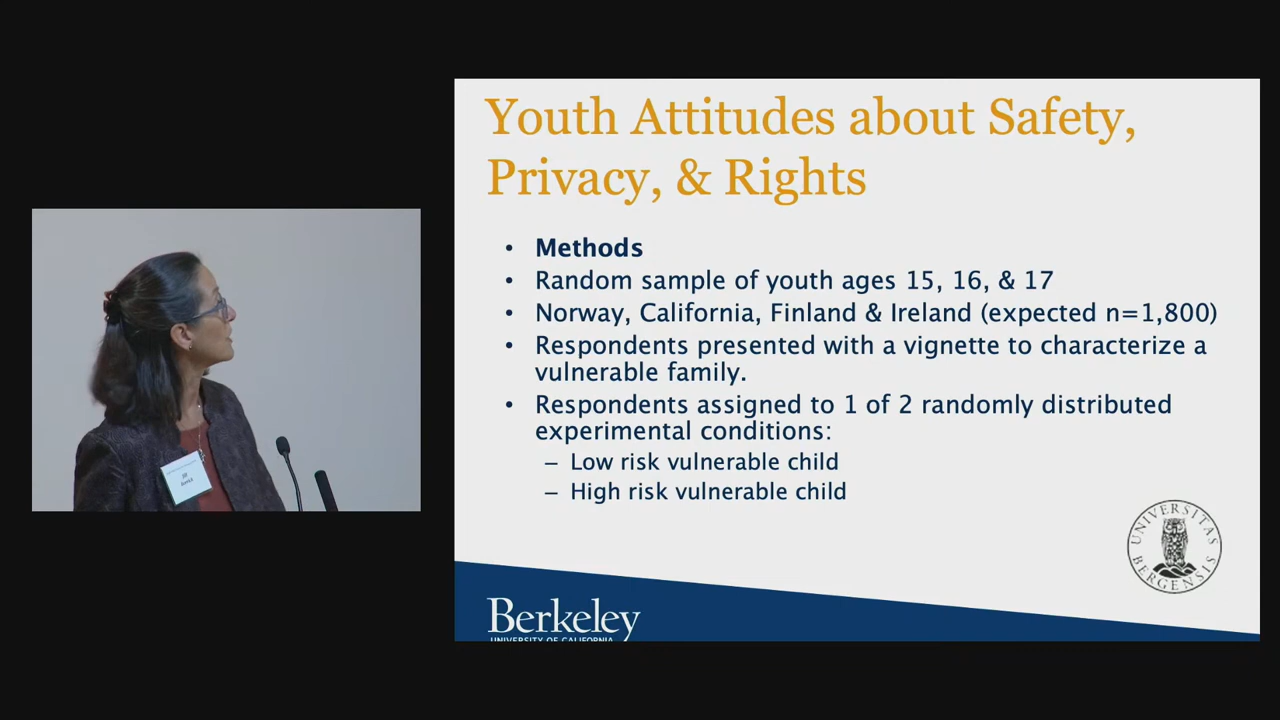 Youth Attitudes about Safety,
Privacy, & Rights
• Methods
• Random sample of youth ages 15, 16, & 17
• Norway, California, Finland & Ireland (expected n=1,800)
• Respondents presented with a vignette to characterize a
vulnerable family.
• Respondents assigned to 1 of 2 randomly distributed
experimental conditions:
– Low risk vulnerable child
– High risk vulnerable child
UNIVERSITAS
BERGENSIS
Berkeley
UNIVERSITY OF CALIFORNIA
Jill